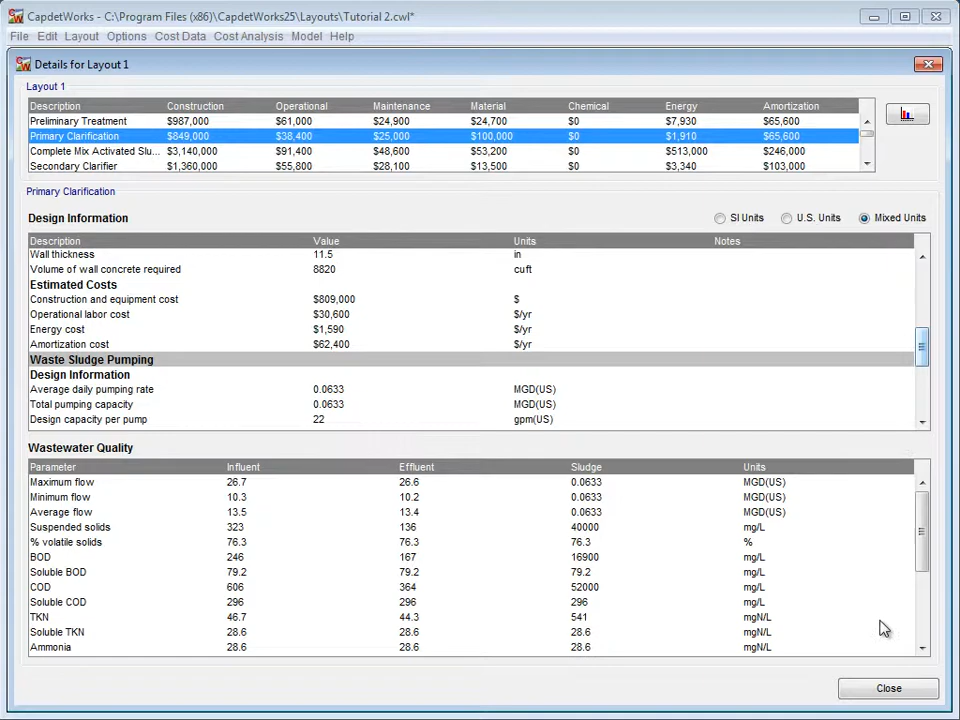 CapdetWorks - C:\Program Files (x86)\CapdetWorks25\Layouts\Tutorial 2.cwl*
File Edit Layout Options Cost Data Cost Analysis Model Help
Details for Layout 1
Layout 1
Description Construction Operational Maintenance Material Chemical Energy Amortization
Preliminary Treatment $987,000 $61,000 $24,900 $24,700 $0 $7,930 $65,600
Primary Clarification $849,000 $38,400 $25,000 $100,000 $0 $1,910 $65,600
Complete Mix Activated Slu... $3,140,000 $91,400 $48,600 $53,200 $0 $513,000 $246,000
Secondary Clarifier $1,360,000 $55,800 $28,100 $13,500 $0 $3,340 $103,000
Primary Clarification
Design Information SI Units U.S. Units Mixed Units
Description Value Units Notes
Wall thickness 11.5 in
Volume of wall concrete required 8820 cuft
Estimated Costs
Construction and equipment cost $809,000 $
Operational labor cost $30,600 $/yr
Energy cost $1,590 $/yr
Amortization cost $62,400 $/yr
Waste Sludge Pumping
Design Information
Average daily pumping rate 0.0633 MGD(US)
Total pumping capacity 0.0633 MGD(US)
Design capacity per pump 22 gpm(US)
Wastewater Quality
Parameter Influent Effluent Sludge Units
Maximum flow 26.7 26.6 0.0633 MGD(US)
Minimum flow 10.3 10.2 0.0633 MGD(US)
Average flow 13.5 13.4 0.0633 MGD(US)
Suspended solids 323 136 40000 mg/L
% volatile solids 76.3 76.3 76.3 %
BOD 246 167 16900 mg/L
Soluble BOD 79.2 79.2 79.2 mg/L
COD 606 364 52000 mg/L
Soluble COD 296 296 296 mg/L
TKN 46.7 44.3 541 mgN/L
Soluble TKN 28.6 28.6 28.6 mgN/L
Ammonia 28.6 28.6 28.6 mgN/L
Close